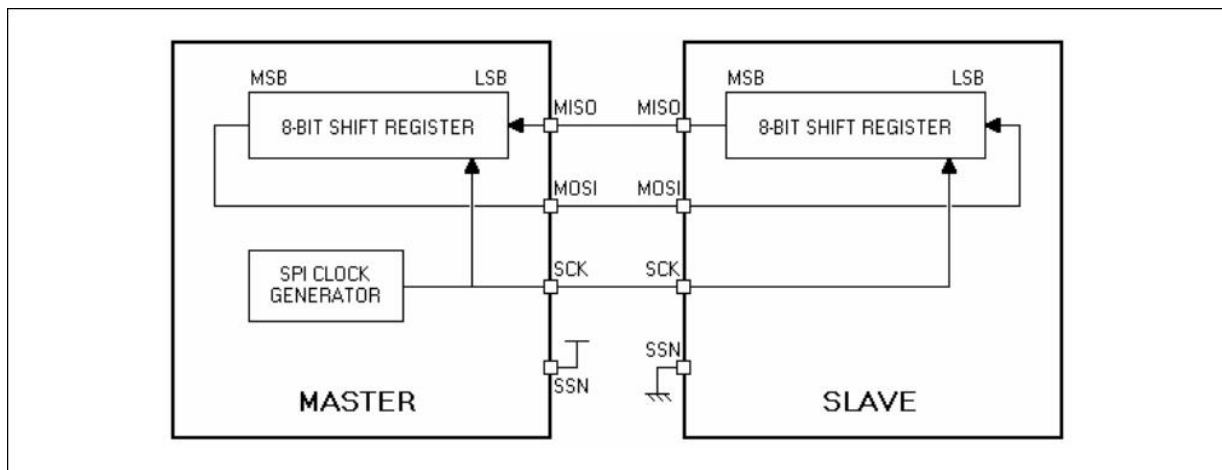 MSB LSB
8-BIT SHIFT REGISTER
MISO MISO
MSB LSB
8-BIT SHIFT REGISTER
MOSI MOSI
SPI CLOCK
GENERATOR
SCK SCK
SSN SSN
MASTER SLAVE